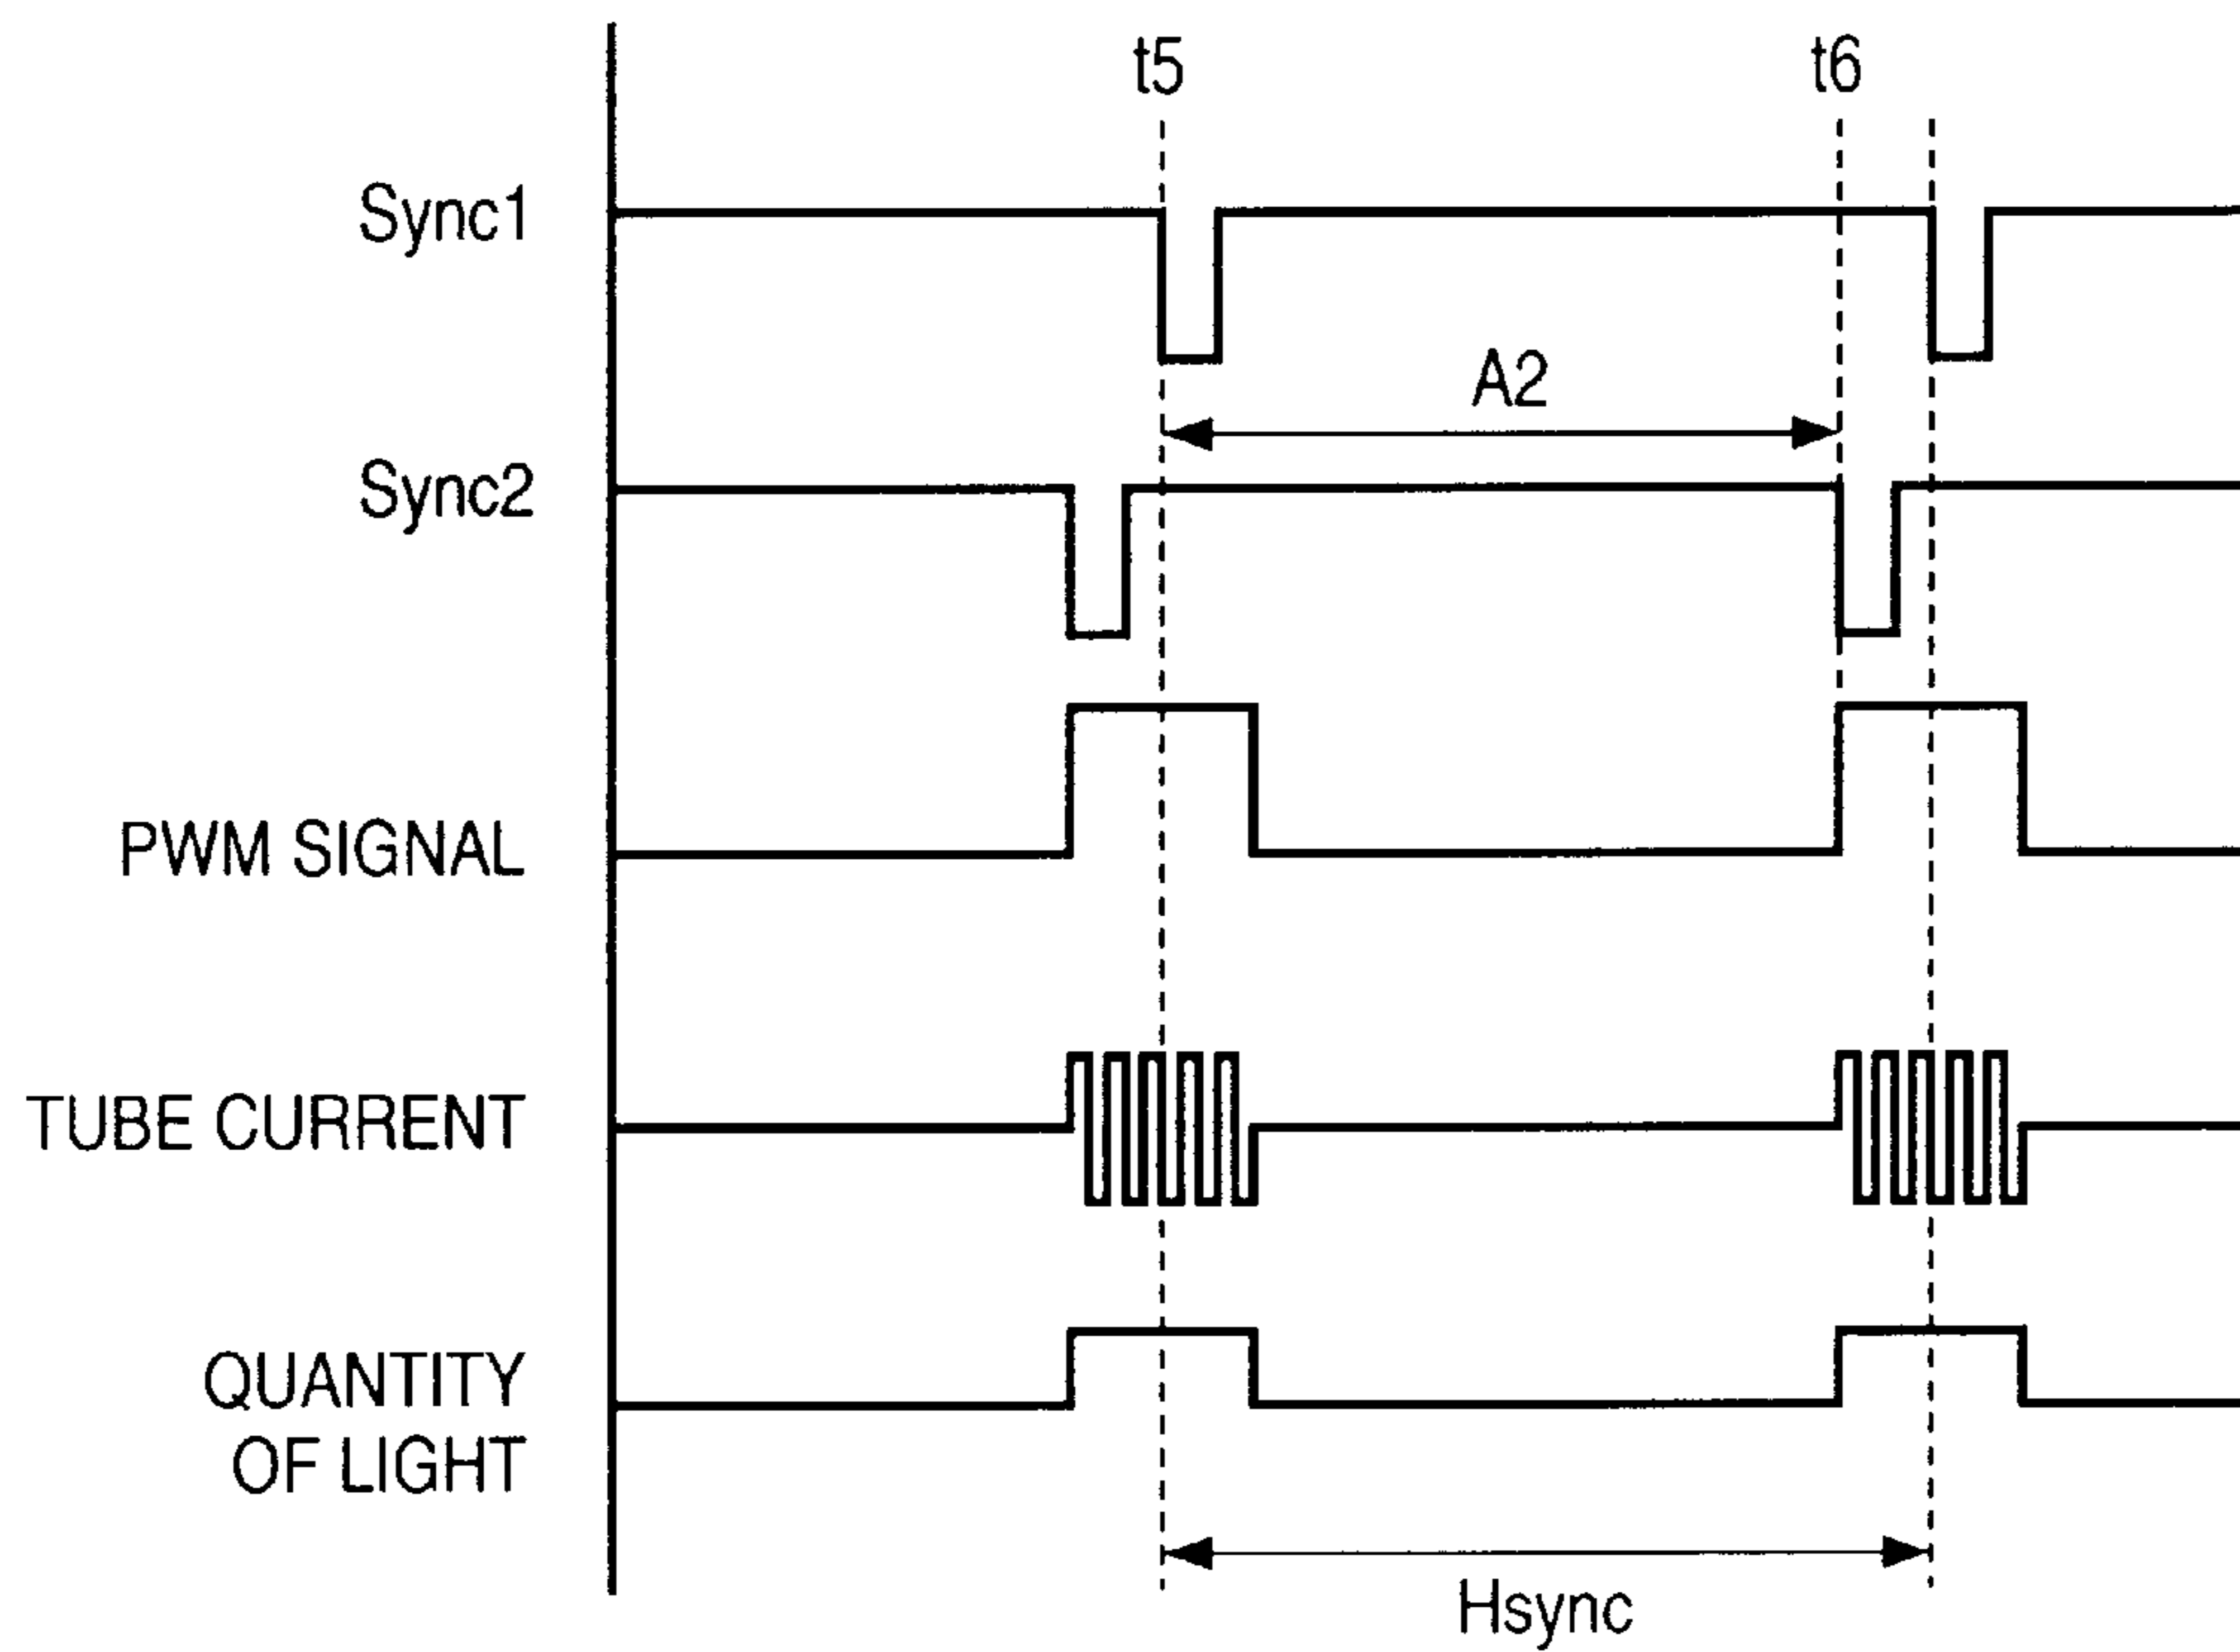 t5
t6
Sync1
A2
Sync2
PWM SIGNAL
TUBE CURRENT
QUANTITY
OF LIGHT
Hsync